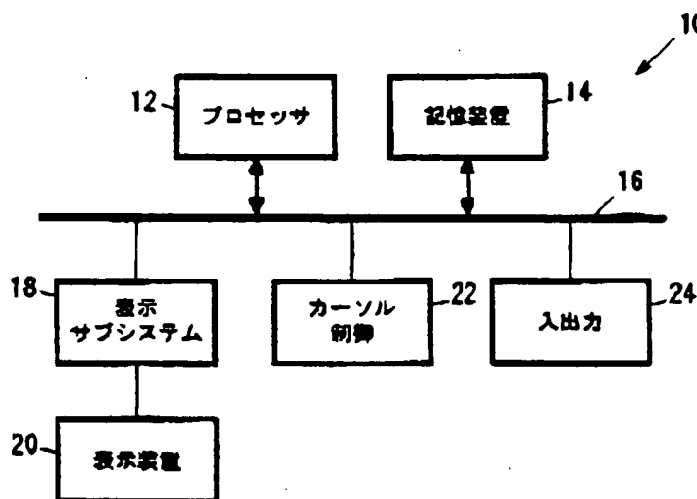 10
12
プロセッサ
記憶装置
14
16
18
表示
サブシステム
カーソル
制御
22
入出力
24
20
表示装置